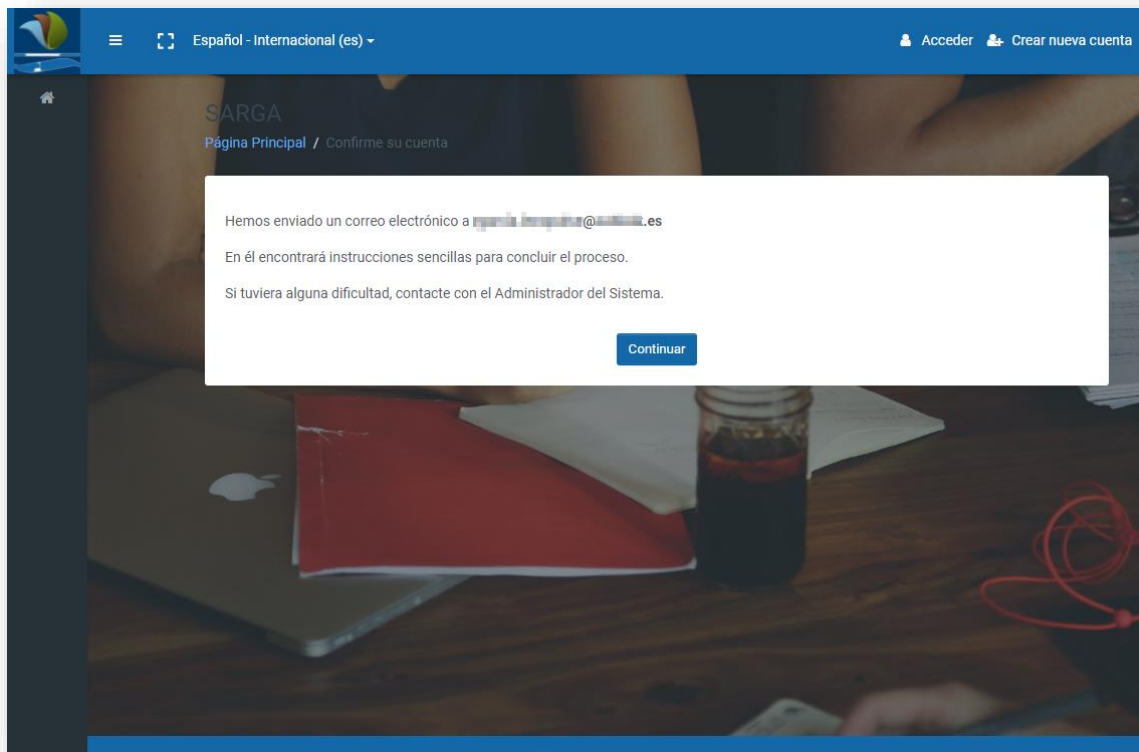 Español - Internacional (es)
Acceder
Crear nueva cuenta
SARGA
Página Principal / Confirme su cuenta
Hemos enviado un correo electrónico a @ .es
En él encontrará instrucciones sencillas para concluir el proceso.
Si tuviera alguna dificultad, contacte con el Administrador del Sistema.
Continuar